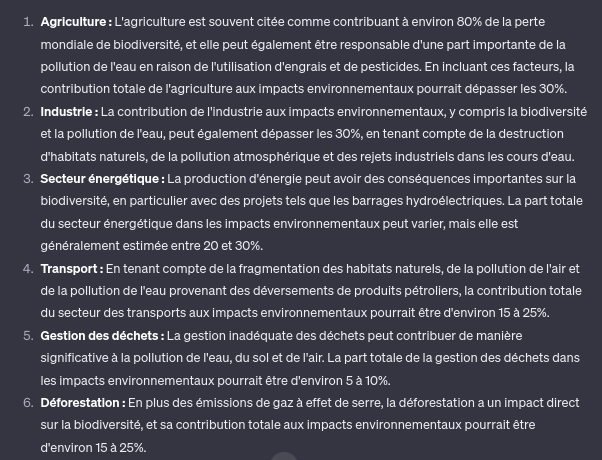 1. Agriculture : L'agriculture est souvent citée comme contribuant à environ 80% de la perte
mondiale de biodiversité, et elle peut également être responsable d'une part importante de la
pollution de l'eau en raison de l'utilisation d'engrais et de pesticides. En incluant ces facteurs, la
contribution totale de l'agriculture aux impacts environnementaux pourrait dépasser les 30%.
2. Industrie : La contribution de l'industrie aux impacts environnementaux, y compris la biodiversité
et la pollution de l'eau, peut également dépasser les 30%, en tenant compte de la destruction
d'habitats naturels, de la pollution atmosphérique et des rejets industriels dans les cours d'eau.
3. Secteur énergétique : La production d'énergie peut avoir des conséquences importantes sur la
biodiversité, en particulier avec des projets tels que les barrages hydroélectriques. La part totale
du secteur énergétique dans les impacts environnementaux peut varier, mais elle est
généralement estimée entre 20 et 30%.
4. Transport : En tenant compte de la fragmentation des habitats naturels, de la pollution de l'air et
de la pollution de l'eau provenant des déversements de produits pétroliers, la contribution totale
du secteur des transports aux impacts environnementaux pourrait être d'environ 15 à 25%.
5. Gestion des déchets : La gestion inadéquate des déchets peut contribuer de manière
significative à la pollution de l'eau, du sol et de l'air. La part totale de la gestion des déchets dans
les impacts environnementaux pourrait être d'environ 5 à 10%.
6. Déforestation : En plus des émissions de gaz à effet de serre, la déforestation a un impact direct
sur la biodiversité, et sa contribution totale aux impacts environnementaux pourrait être
d'environ 15 à 25%.